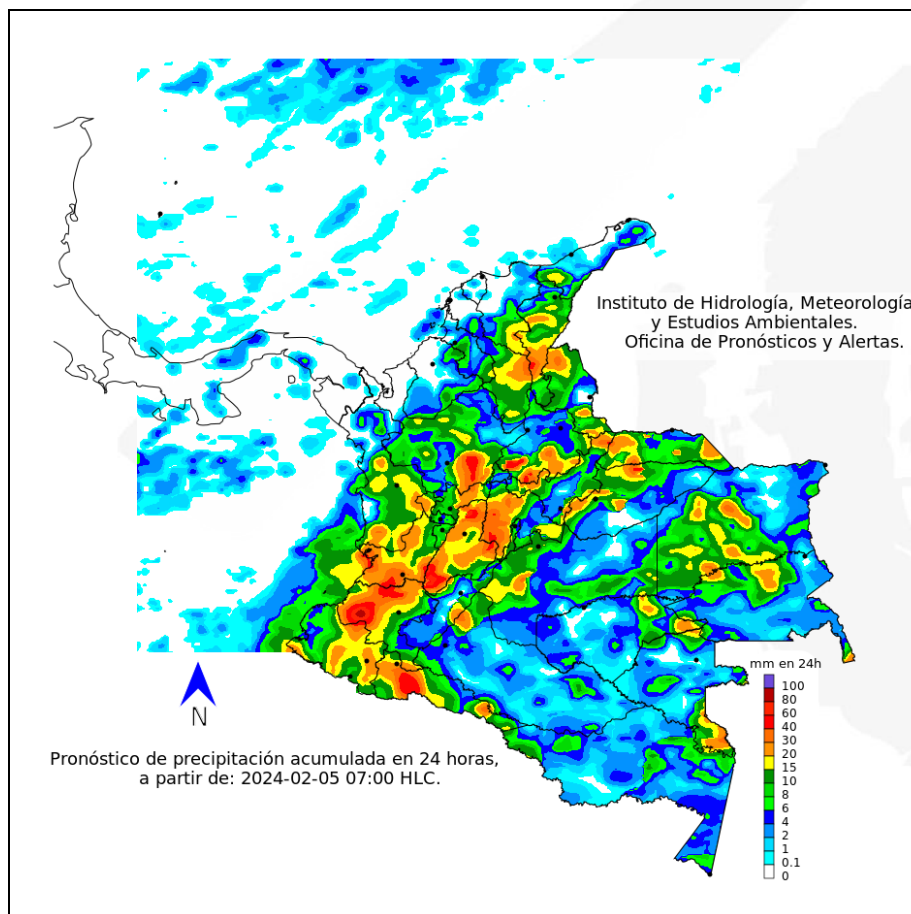 Instituto de Hidrología, Meteorología
y Estudios Ambientales.
Oficina de Pronósticos y Alertas.
mm en 24h
100
80
60
40
30
20
15
10
8
6
4
2
1
0.1
0
N
Pronóstico de precipitación acumulada en 24 horas,
a partir de: 2024-02-05 07:00 HLC.